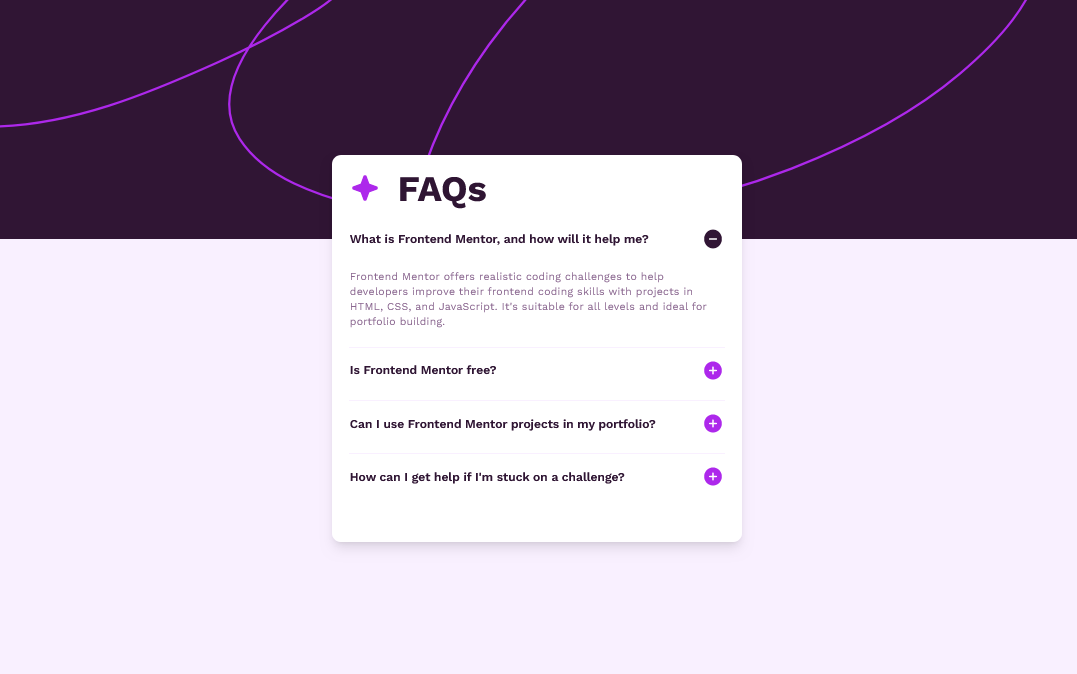 FAQs
What is Frontend Mentor, and how will it help me?
Frontend Mentor offers realistic coding challenges to help
developers improve their frontend coding skills with projects in
HTML, CSS, and JavaScript. It's suitable for all levels and ideal for
portfolio building.
Is Frontend Mentor free?
Can I use Frontend Mentor projects in my portfolio?
How can I get help if I'm stuck on a challenge?